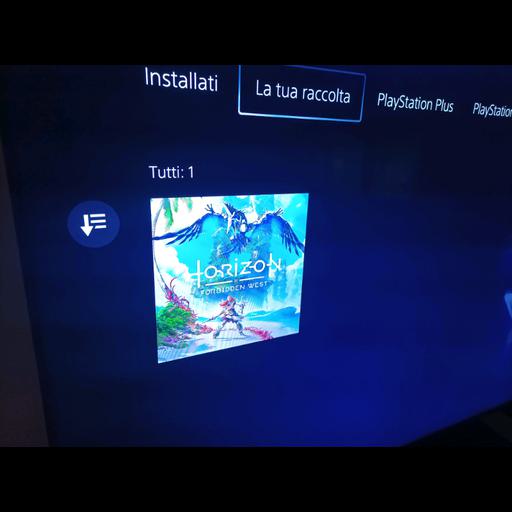 Installati
La tua raccolta
PlayStation Plus
PlayStation
Tutti: 1
HORIZON
FORBIDDEN WEST